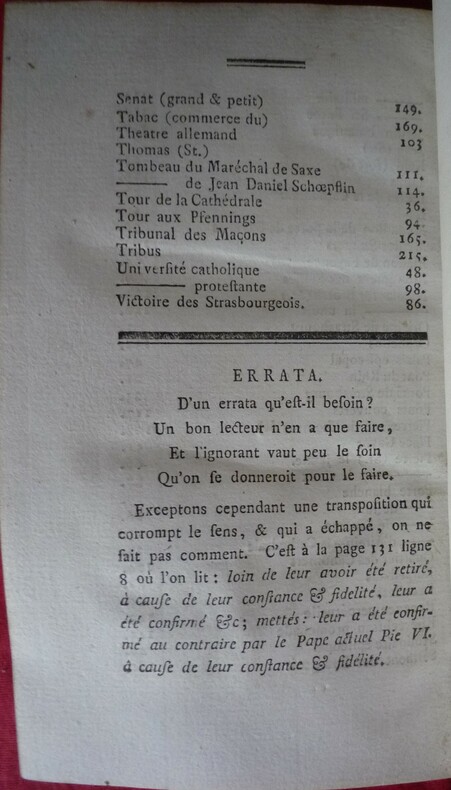 Senat (grand & petit) 149.
Tabac (commerce du) 169.
Theatre allemand 103
Thomas (St.)
Tombeau du Maréchal de Saxe 111.
——— de Jean Daniel Schœpflin 114.
Tour de la Cathédrale 36.
Tour aux Pfennings 94
Tribunal des Maçons 165.
Tribus 215.
Univerſité catholique 48.
——— proteſtante 98.
Victoire des Strasbourgeois. 86.
ERRATA.
D'un errata qu'eſt-il beſoin ?
Un bon lecteur n'en a que faire,
Et l'ignorant vaut peu le ſoin
Qu'on ſe donneroit pour le faire.
Exceptons cependant une transpoſition qui
corrompt le ſens, & qui a échappé, on ne
ſait pas comment. C'eſt à la page 131 ligne
8 où l'on lit : loin de leur avoir été retiré,
à cauſe de leur conſtance & fidélité, leur a
été confirmé &c; mettés : leur a été confir-
mé au contraire par le Pape actuel Pie VI.
à cauſe de leur conſtance & fidélité.